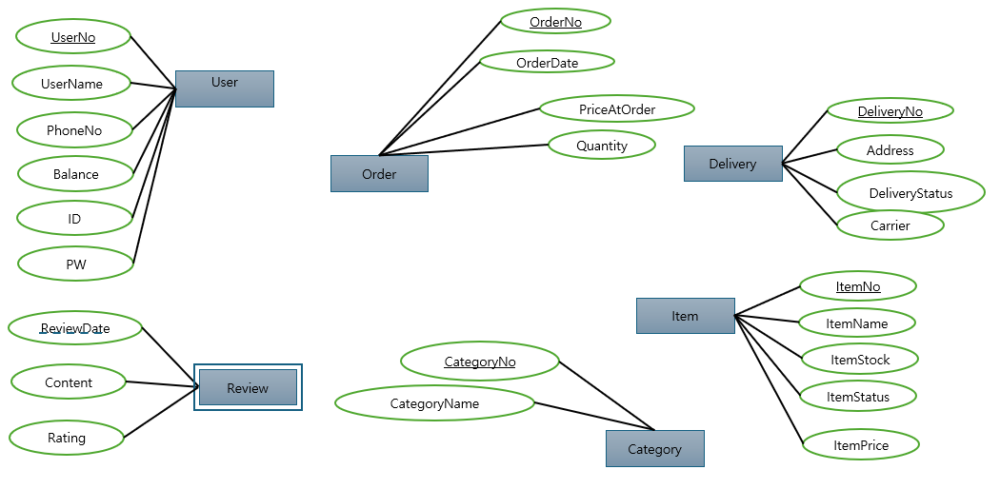 UserNo
UserName
PhoneNo
Balance
ID
PW
User
OrderNo
OrderDate
PriceAtOrder
Quantity
Order
DeliveryNo
Address
DeliveryStatus
Carrier
Delivery
ReviewDate
Content
Rating
Review
CategoryNo
CategoryName
Category
ItemNo
ItemName
ItemStock
ItemStatus
ItemPrice
Item